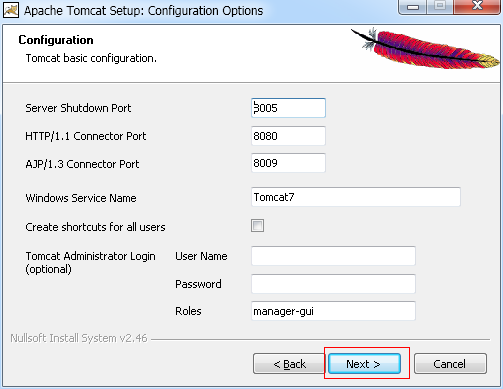 Apache Tomcat Setup: Configuration Options
Configuration
Tomcat basic configuration.
Server Shutdown Port 8005
HTTP/1.1 Connector Port 8080
AJP/1.3 Connector Port 8009
Windows Service Name Tomcat7
Create shortcuts for all users
Tomcat Administrator Login (optional) User Name
Password
Roles manager-gui
Nullsoft Install System v2.46
< Back Next > Cancel